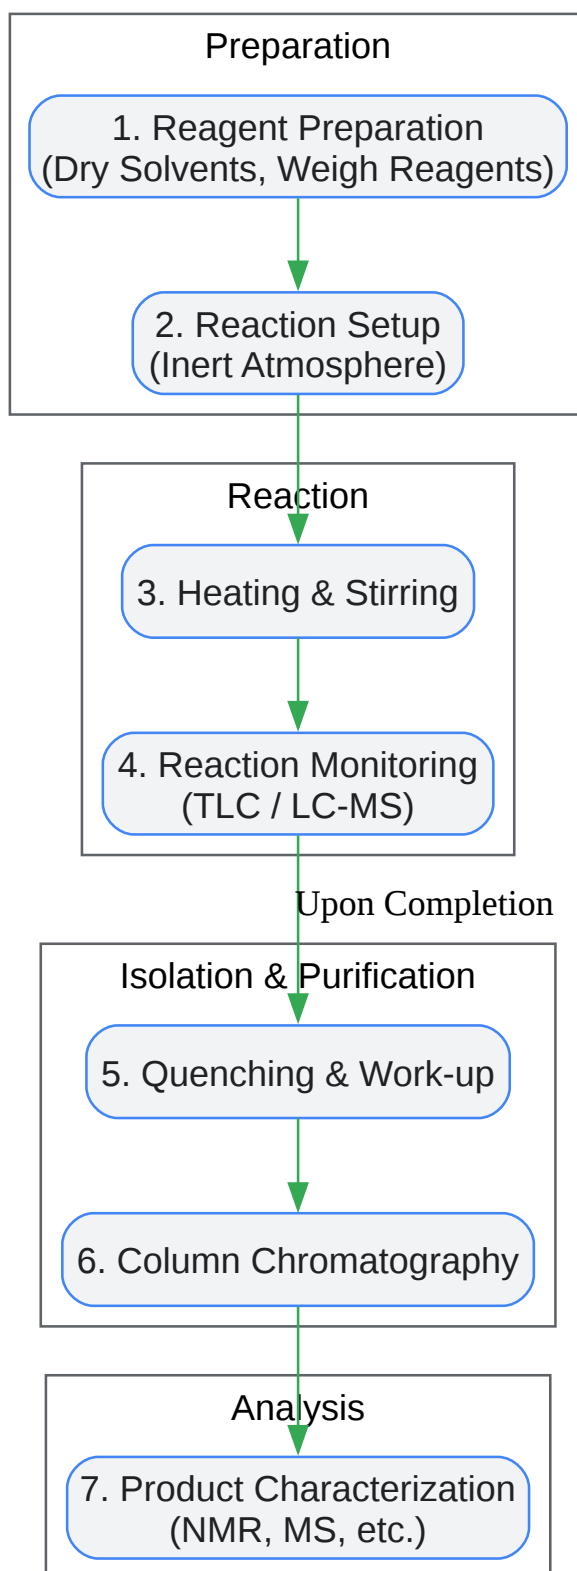 Preparation
1. Reagent Preparation
(Dry Solvents, Weigh Reagents)
2. Reaction Setup
(Inert Atmosphere)
Reaction
3. Heating & Stirring
4. Reaction Monitoring
(TLC / LC-MS)
Upon Completion
Isolation & Purification
5. Quenching & Work-up
6. Column Chromatography
Analysis
7. Product Characterization
(NMR, MS, etc.)